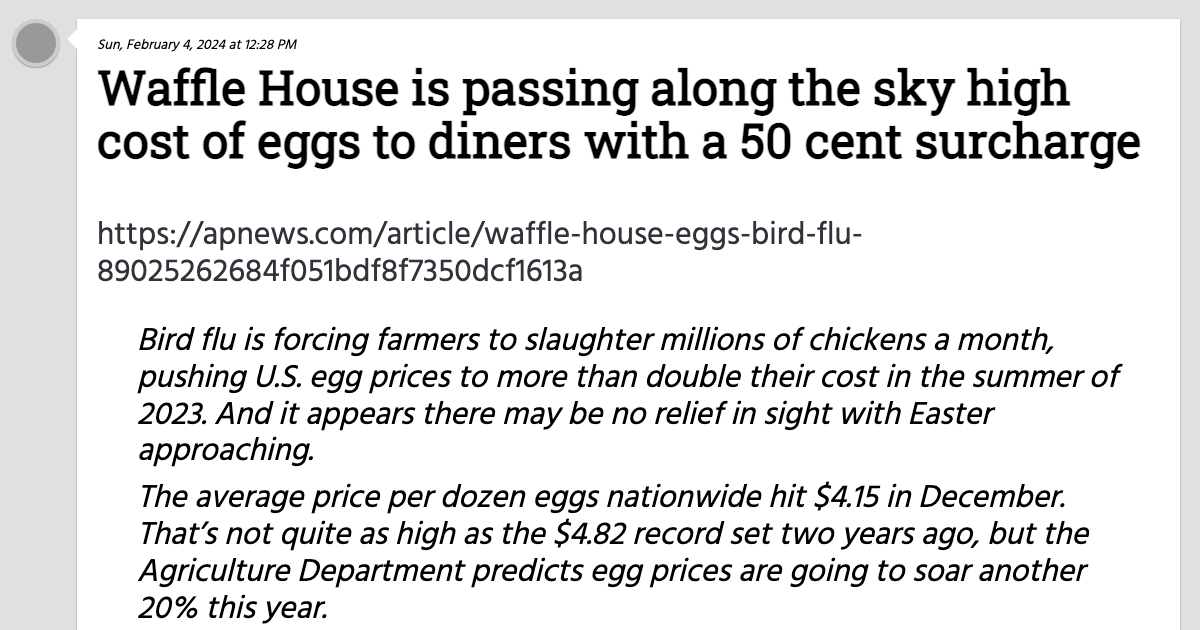 Sun, February 4, 2024 at 12:28 PM
Waffle House is passing along the sky high
cost of eggs to diners with a 50 cent surcharge
https://apnews.com/article/waffle-house-eggs-bird-flu-
89025262684f051bdf8f7350dcf1613a
Bird flu is forcing farmers to slaughter millions of chickens a month,
pushing U.S. egg prices to more than double their cost in the summer of
2023. And it appears there may be no relief in sight with Easter
approaching.
The average price per dozen eggs nationwide hit $4.15 in December.
That’s not quite as high as the $4.82 record set two years ago, but the
Agriculture Department predicts egg prices are going to soar another
20% this year.